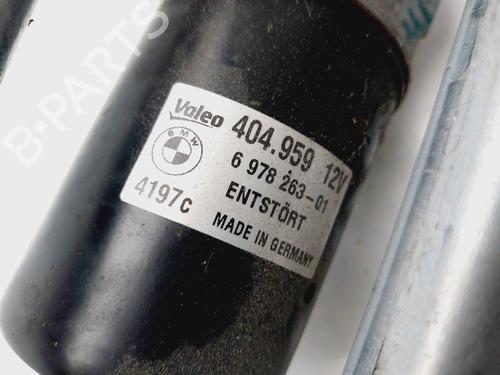 Valeo 404.959 12V
BMW 6 978 263-01
4197c ENTSTÖRT
MADE IN GERMANY
B-PARTS